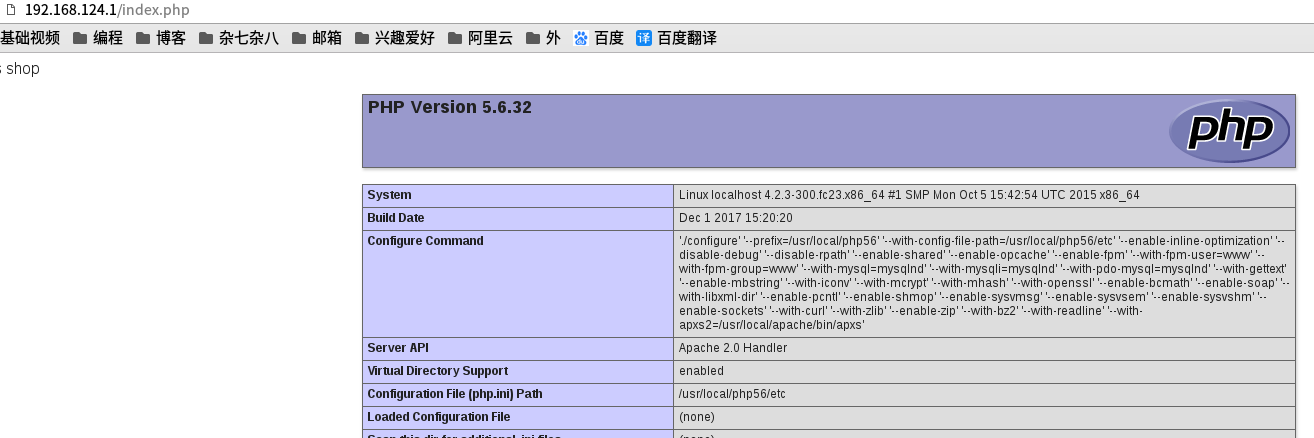 192.168.124.1/index.php
基础视频 编程 博客 杂七杂八 邮箱 兴趣爱好 阿里云 外 百度 译 百度翻译
s shop
PHP Version 5.6.32
php
System Linux localhost 4.2.3-300.fc23.x86_64 #1 SMP Mon Oct 5 15:42:54 UTC 2015 x86_64
Build Date Dec 1 2017 15:20:20
Configure Command './configure' '--prefix=/usr/local/php56' '--with-config-file-path=/usr/local/php56/etc' '--enable-inline-optimization' '--
disable-debug' '--disable-rpath' '--enable-shared' '--enable-opcache' '--enable-fpm' '--with-fpm-user=www' '--
with-fpm-group=www' '--with-mysql=mysqlnd' '--with-mysqli=mysqlnd' '--with-pdo-mysql=mysqlnd' '--with-gettext'
'--enable-mbstring' '--with-iconv' '--with-mcrypt' '--with-mhash' '--with-openssl' '--enable-bcmath' '--enable-soap' '--
with-libxml-dir' '--enable-pcntl' '--enable-shmop' '--enable-sysvmsg' '--enable-sysvsem' '--enable-sysvshm' '--
enable-sockets' '--with-curl' '--with-zlib' '--enable-zip' '--with-bz2' '--with-readline' '--with-
apxs2=/usr/local/apache/bin/apxs'
Server API Apache 2.0 Handler
Virtual Directory Support enabled
Configuration File (php.ini) Path /usr/local/php56/etc
Loaded Configuration File (none)
Scan this dir for additional .ini files (none)